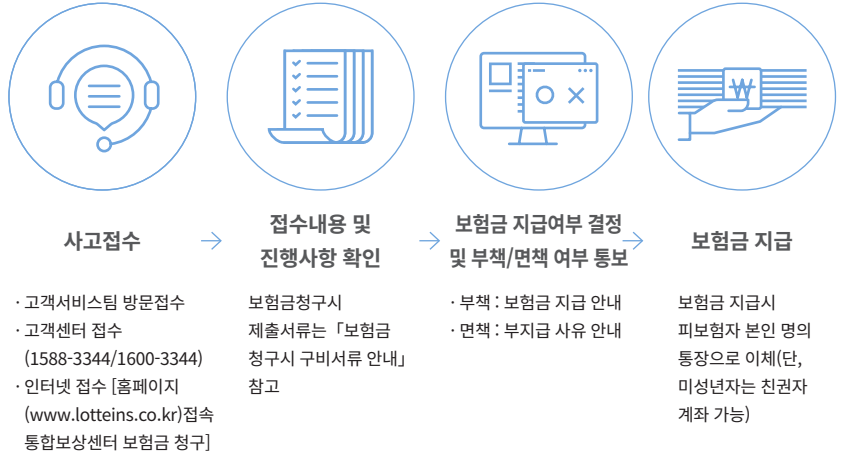 사고접수
· 고객서비스팀 방문접수
· 고객센터 접수
(1588-3344/1600-3344)
· 인터넷 접수 [홈페이지
(www.lotteins.co.kr)접속
통합보상센터 보험금 청구]
→
접수내용 및
진행사항 확인
보험금청구시
제출서류는「보험금
청구시 구비서류 안내」
참고
→
보험금 지급여부 결정
및 부책/면책 여부 통보
· 부책 : 보험금 지급 안내
· 면책 : 부지급 사유 안내
→
₩
보험금 지급
보험금 지급시
피보험자 본인 명의
통장으로 이체(단,
미성년자는 친권자
계좌 가능)